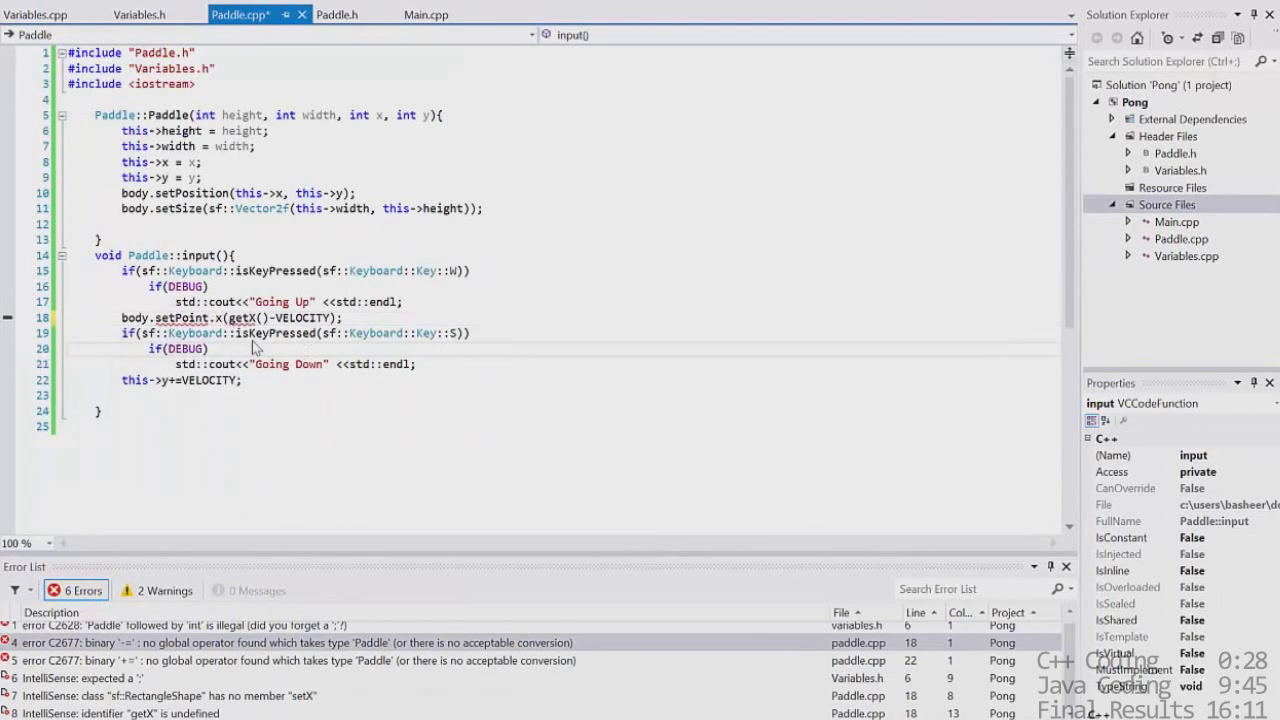 Variables.cpp Variables.h Paddle.cpp* Paddle.h Main.cpp
Paddle input()
1 #include "Paddle.h"
2 #include "Variables.h"
3 #include <iostream>
4
5 Paddle::Paddle(int height, int width, int x, int y){
6 this->height = height;
7 this->width = width;
8 this->x = x;
9 this->y = y;
10 body.setPosition(this->x, this->y);
11 body.setSize(sf::Vector2f(this->width, this->height));
12
13 }
14 void Paddle::input(){
15 if(sf::Keyboard::isKeyPressed(sf::Keyboard::Key::W))
16 if(DEBUG)
17 std::cout<<"Going Up" <<std::endl;
18 body.setPoint.x(getX()-VELOCITY);
19 if(sf::Keyboard::isKeyPressed(sf::Keyboard::Key::S))
20 if(DEBUG)
21 std::cout<<"Going Down" <<std::endl;
22 this->y+=VELOCITY;
23
24 }
25
100 %
Error List
6 Errors 2 Warnings 0 Messages Search Error List
Description File Line Col... Project
1 error C2628: 'Paddle' followed by 'int' is illegal (did you forget a ';'?) variables.h 6 1 Pong
4 error C2677: binary '-=' : no global operator found which takes type 'Paddle' (or there is no acceptable conversion) paddle.cpp 18 1 Pong
5 error C2677: binary '+=' : no global operator found which takes type 'Paddle' (or there is no acceptable conversion) paddle.cpp 22 1 Pong
6 IntelliSense: expected a ';' Variables.h 6 9 Pong
7 IntelliSense: class "sf::RectangleShape" has no member "setX" Paddle.cpp 18 8 Pong
8 IntelliSense: identifier "getX" is undefined Paddle.cpp 18 13 Pong
Solution Explorer
Search Solution Explorer (Ctrl+;)
Solution 'Pong' (1 project)
Pong
External Dependencies
Header Files
Paddle.h
Variables.h
Resource Files
Source Files
Main.cpp
Paddle.cpp
Variables.cpp
Properties
input VCCodeFunction
C++
(Name) input
Access private
CanOverride False
File c:\users\basheer\do
FullName Paddle::input
IsConstant False
IsInjected False
IsInline False
IsOverloaded False
IsSealed False
IsShared False
IsTemplate False
IsVirtual False
MustImplement False
TypeString void
C++
C++ Coding 0:28
Java Coding 9:45
Final Results 16:11